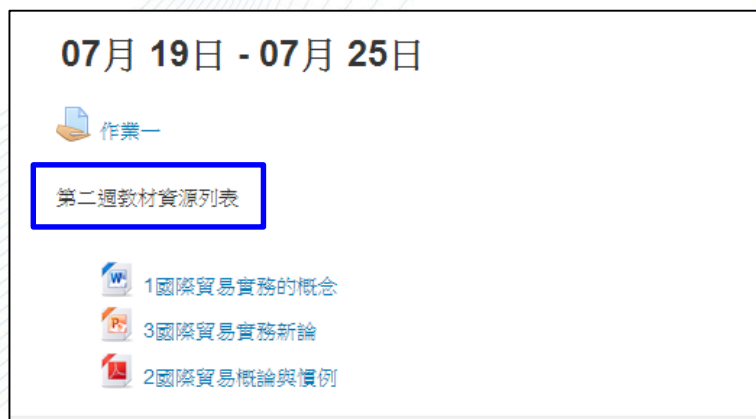 07月 19日 - 07月 25日
作業一
第二週教材資源列表
1國際貿易實務的概念
3國際貿易實務新論
2國際貿易概論與慣例